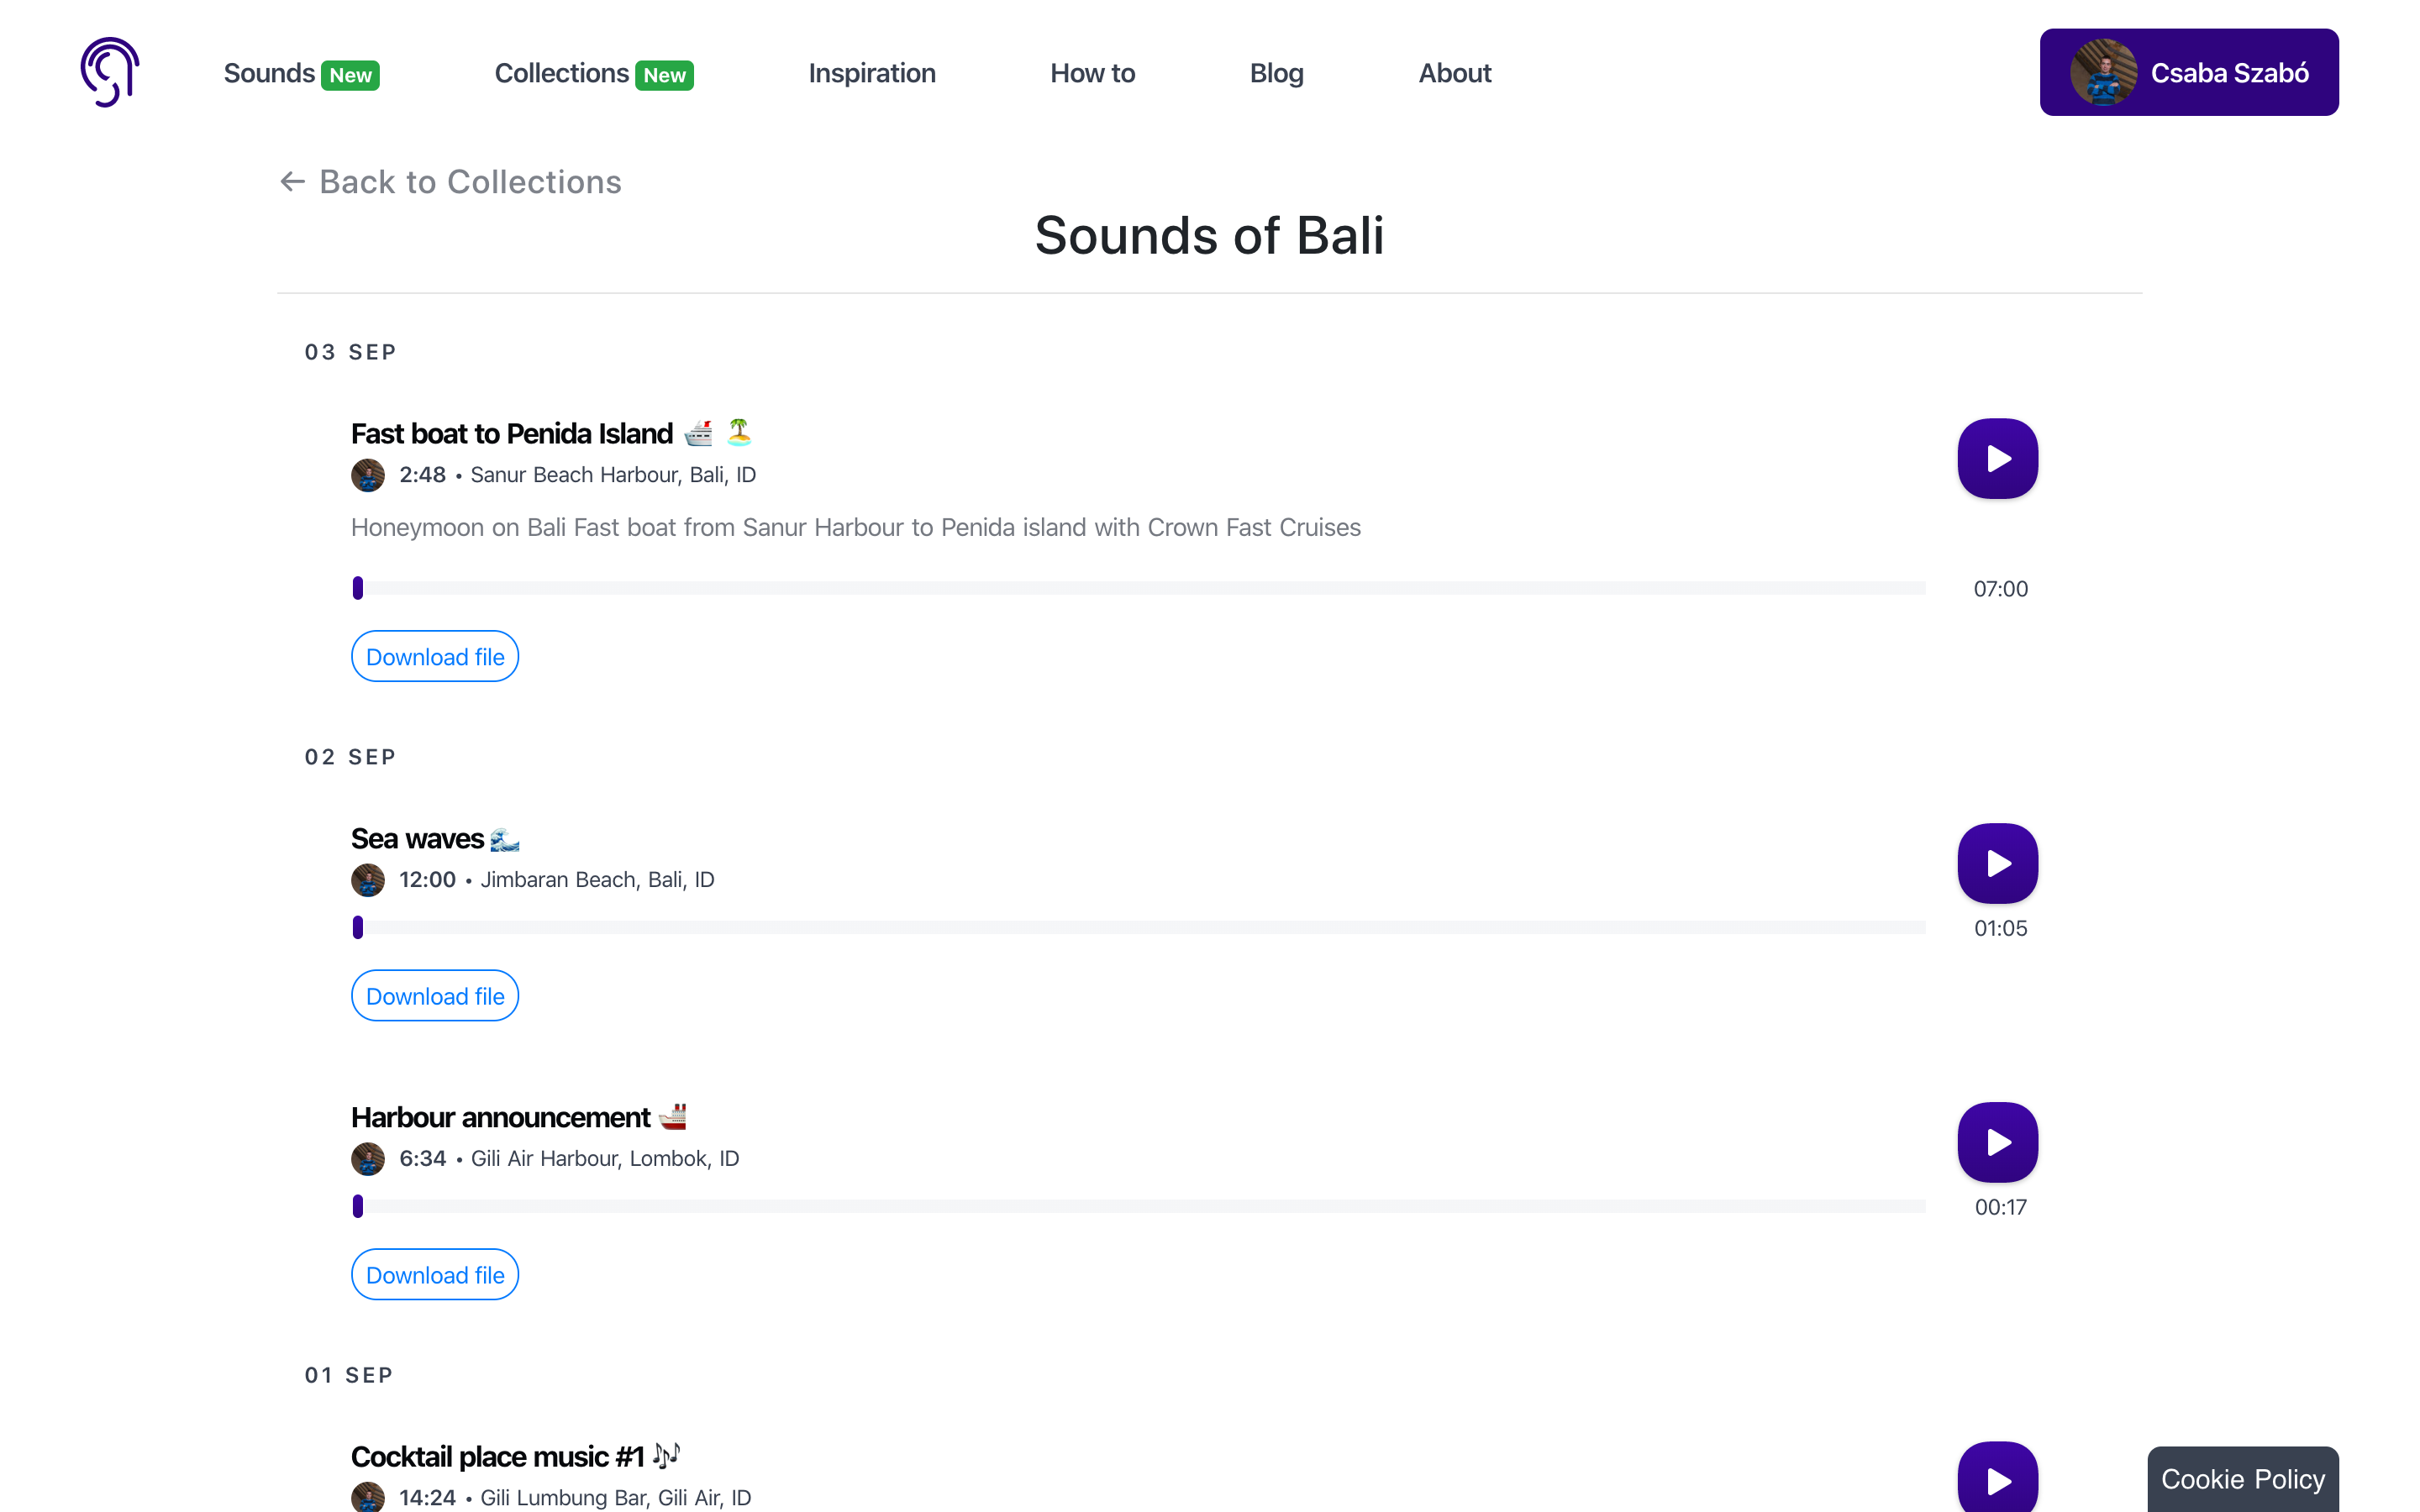 Sounds New Collections New Inspiration How to Blog About Csaba Szabó
← Back to Collections
Sounds of Bali
03 SEP
Fast boat to Penida Island 🛥️ 🏝️
2:48 • Sanur Beach Harbour, Bali, ID
Honeymoon on Bali Fast boat from Sanur Harbour to Penida island with Crown Fast Cruises
07:00
Download file
02 SEP
Sea waves 🌊
12:00 • Jimbaran Beach, Bali, ID
01:05
Download file
Harbour announcement 🚢
6:34 • Gili Air Harbour, Lombok, ID
00:17
Download file
01 SEP
Cocktail place music #1 🎶
14:24 • Gili Lumbung Bar, Gili Air, ID
Cookie Policy